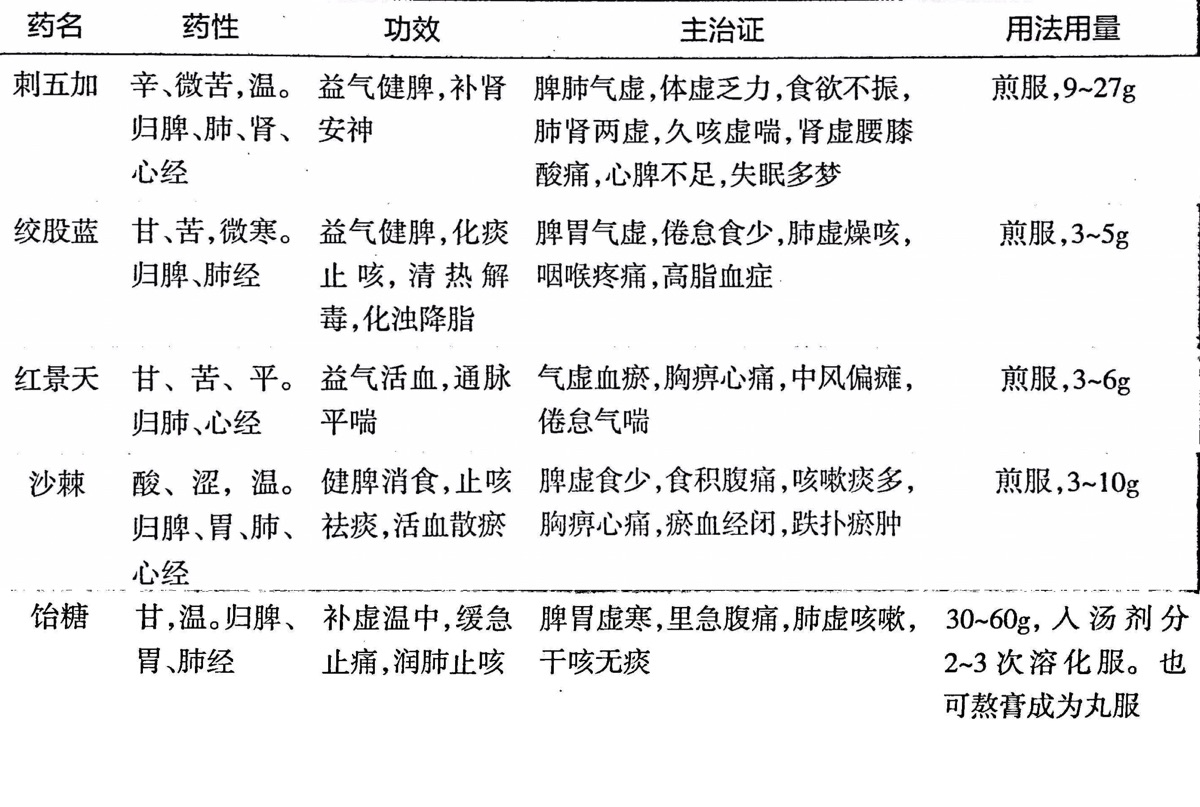 药名 药性 功效 主治证 用法用量
刺五加 辛、微苦,温。 益气健脾,补肾 脾肺气虚,体虚乏力,食欲不振, 煎服,9~27g
归脾、肺、肾、 安神 肺肾两虚,久咳虚喘,肾虚腰膝
心经 酸痛,心脾不足,失眠多梦
绞股蓝 甘、苦,微寒。 益气健脾,化痰 脾胃气虚,倦怠食少,肺虚燥咳, 煎服,3~5g
归脾、肺经 止咳,清热解 咽喉疼痛,高脂血症
毒,化浊降脂
红景天 甘、苦、平。 益气活血,通脉 气虚血瘀,胸痹心痛,中风偏瘫, 煎服,3~6g
归肺、心经 平喘 倦怠气喘
沙棘 酸、涩,温。 健脾消食,止咳 脾虚食少,食积腹痛,咳嗽痰多, 煎服,3~10g
归脾、胃、肺、 祛痰,活血散瘀 胸痹心痛,瘀血经闭,跌扑瘀肿
心经
饴糖 甘,温。归脾、 补虚温中,缓急 脾胃虚寒,里急腹痛,肺虚咳嗽, 30~60g,入汤剂分
胃、肺经 止痛,润肺止咳 干咳无痰 2~3次溶化服。也
可熬膏成为丸服